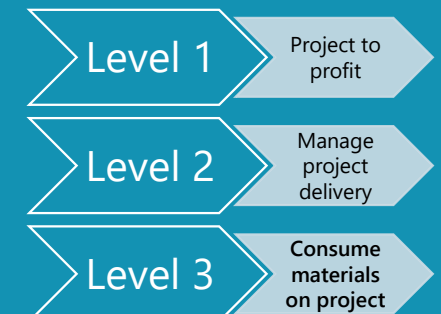 Level 1
Project to
profit
Level 2
Manage
project
delivery
Level 3
Consume
materials
on project